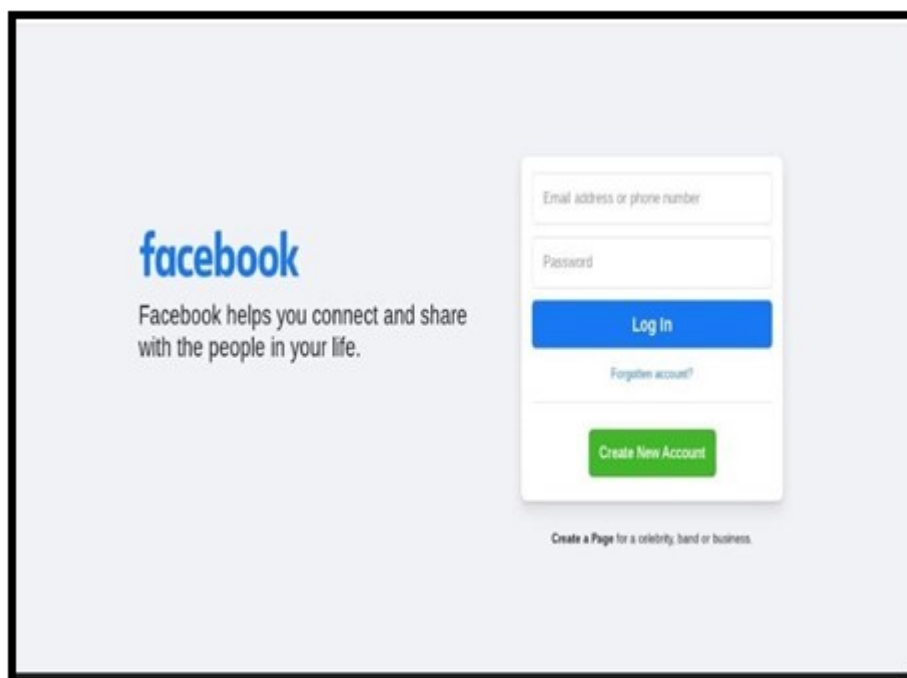 facebook
Facebook helps you connect and share
with the people in your life.
Email address or phone number
Password
Log In
Forgotten account?
Create New Account
Create a Page for a celebrity, band or business.